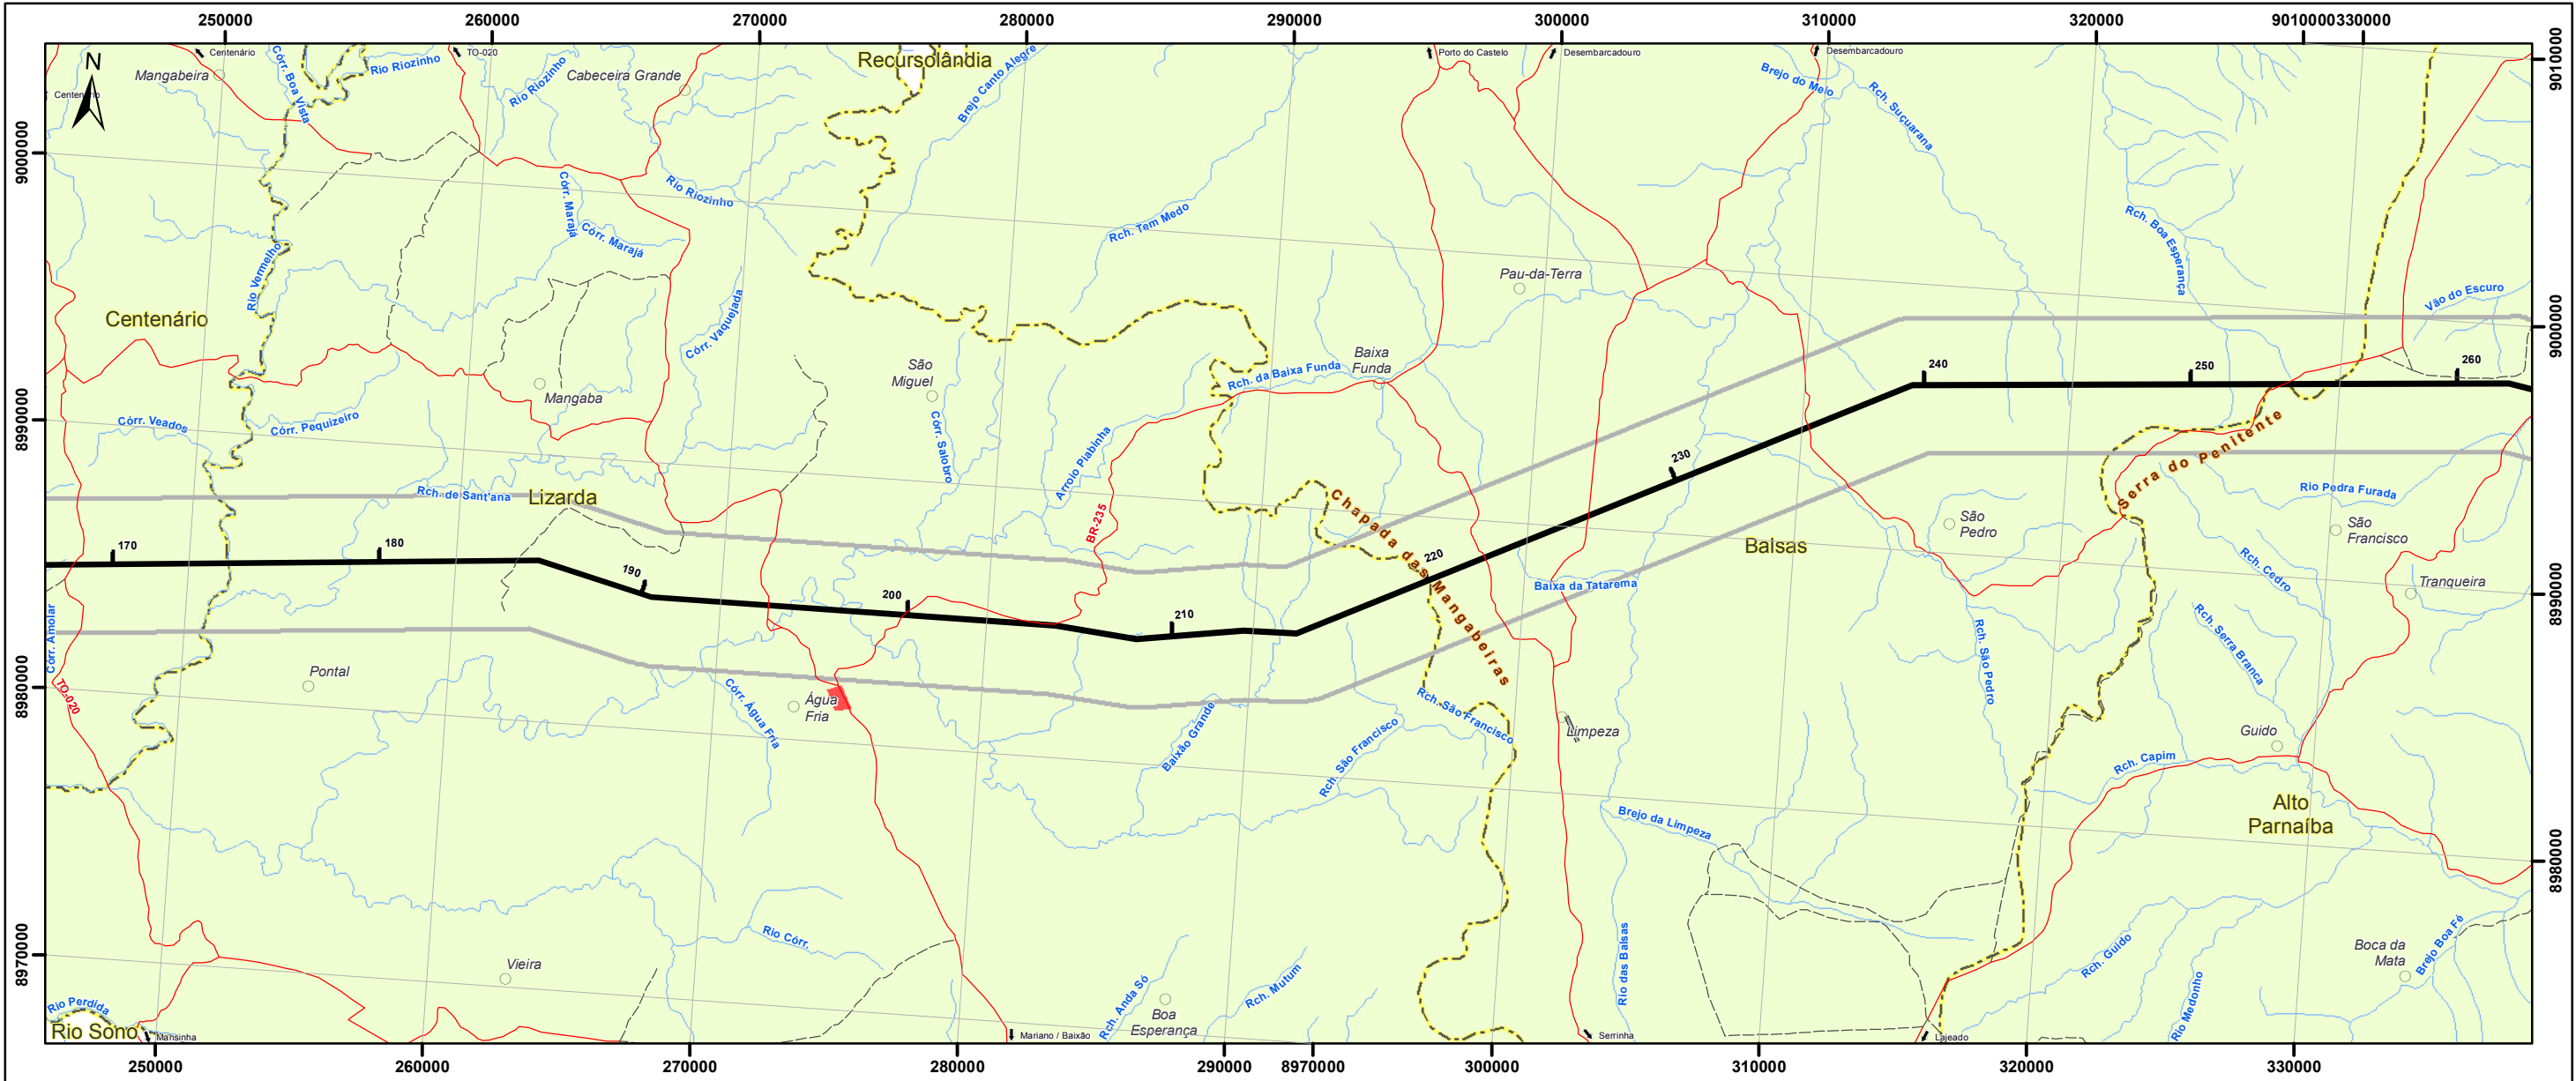 250000 260000 270000 280000 290000 300000 310000 320000 9010000330000
Centenário
TO-020
Porto do Castelo
Desembarcadouro
Desembarcadouro
Mangabeira
Córr. Boa Vista
Rio Riozinho
Rio Riozinho
Cabeceira Grande
Recursolândia
Brejo Canto Alegre
Brejo do Meio
Rch. Suçuarana
9010000
N
9000000
Córr. Marajá
Córr. Marajá
Rio Riozinho
Rch. Tem Medo
Rch. Boa Esperança
Rio Vermelho
Pau-da-Terra
Vão do Escuro
Centenário
Córr. Vaquejada
9000000
São
Miguel
Baixa
Funda
Rch. da Baixa Funda
240
250
260
Mangaba
8990000
Córr. Veados
Córr. Pequizeiro
Córr. Salobro
Arroio Piabinha
Serra do Penitente
230
Rch. de Sant'ana
Lizarda
Chapada das Mangabeiras
Rio Pedra Furada
BR-235
São
Pedro
São
Francisco
170
180
190
200
210
220
Balsas
Baixa da Tatarema
Rch. Cedro
Tranqueira
8990000
Córr. Amolar
Rch. São Pedro
Rch. Serra Branca
Pontal
8980000
TO-020
Córr. Água Fria
Água
Fria
Baixão Grande
Rch. São Francisco
Rch. São Francisco
Limpeza
Guido
Rch. Capim
Brejo da Limpeza
Alto
Parnaíba
8980000
Rio Córr.
Vieira
8970000
Rio das Balsas
Rch. Guido
Boca da
Mata
Brejo Boa Fé
Rio Perdida
Rio Sono
Mansinha
Mariano / Baixão
Rch. Anda Só
Boa
Esperança
Rch. Mutum
Serrinha
Lajeado
Rio Medonho
250000 260000 270000 280000 290000 8970000 300000 310000 320000 330000